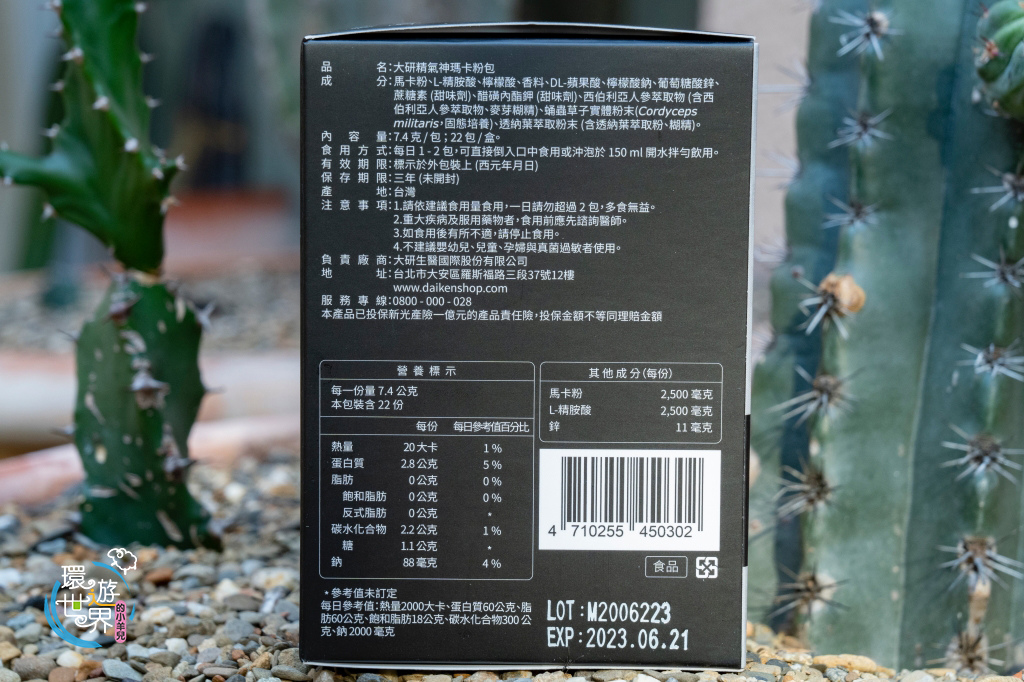 品名:大研精氣神瑪卡粉包
成分:馬卡粉、L-精胺酸、檸檬酸、香料、DL-蘋果酸、檸檬酸鈉、葡萄糖酸鋅、
蔗糖素 (甜味劑)、醋磺內酯鉀 (甜味劑)、西伯利亞人參萃取物 (含西
伯利亞人參萃取物、麥芽糊精)、蛹蟲草子實體粉末(Cordyceps
militaris,固態培養)、透納葉萃取粉末 (含透納葉萃取粉、糊精)。
內容量:7.4 克 / 包 ; 22 包 / 盒。
食用方式:每日 1 - 2 包,可直接倒入口中食用或沖泡於 150 ml 開水拌勻飲用。
有效期限:標示於外包裝上 (西元年月日)
保存期限:三年 (未開封)
產地:台灣
注意事項:1.請依建議食用量食用,一日請勿超過 2 包,多食無益。
2.重大疾病及服用藥物者,食用前應先諮詢醫師。
3.如食用後有所不適,請停止食用。
4.不建議嬰幼兒、兒童、孕婦與真菌過敏者使用。
負責廠商:大研生醫國際股份有限公司
地址:台北市大安區羅斯福路三段37號12樓
www.daikenshop.com
服務專線:0800 - 000 - 028
本產品已投保新光產險一億元的產品責任險,投保金額不等同理賠金額
營養標示
每一份量 7.4 公克
本包裝含 22 份
每份 每日參考值百分比
熱量 20 大卡 1 %
蛋白質 2.8 公克 5 %
脂肪 0 公克 0 %
飽和脂肪 0 公克 0 %
反式脂肪 0 公克 *
碳水化合物 2.2 公克 1 %
糖 1.1 公克 *
鈉 88 毫克 4 %
*參考值未訂定
每日參考值:熱量2000大卡、蛋白質60公克、脂
肪60公克、飽和脂肪18公克、碳水化合物300 公
克、鈉 2000 毫克
其他成分(每份)
馬卡粉 2,500 毫克
L-精胺酸 2,500 毫克
鋅 11 毫克
4 710255 450302
食品
LOT:M2006223
EXP:2023.06.21
環遊
世界
的小羊兒